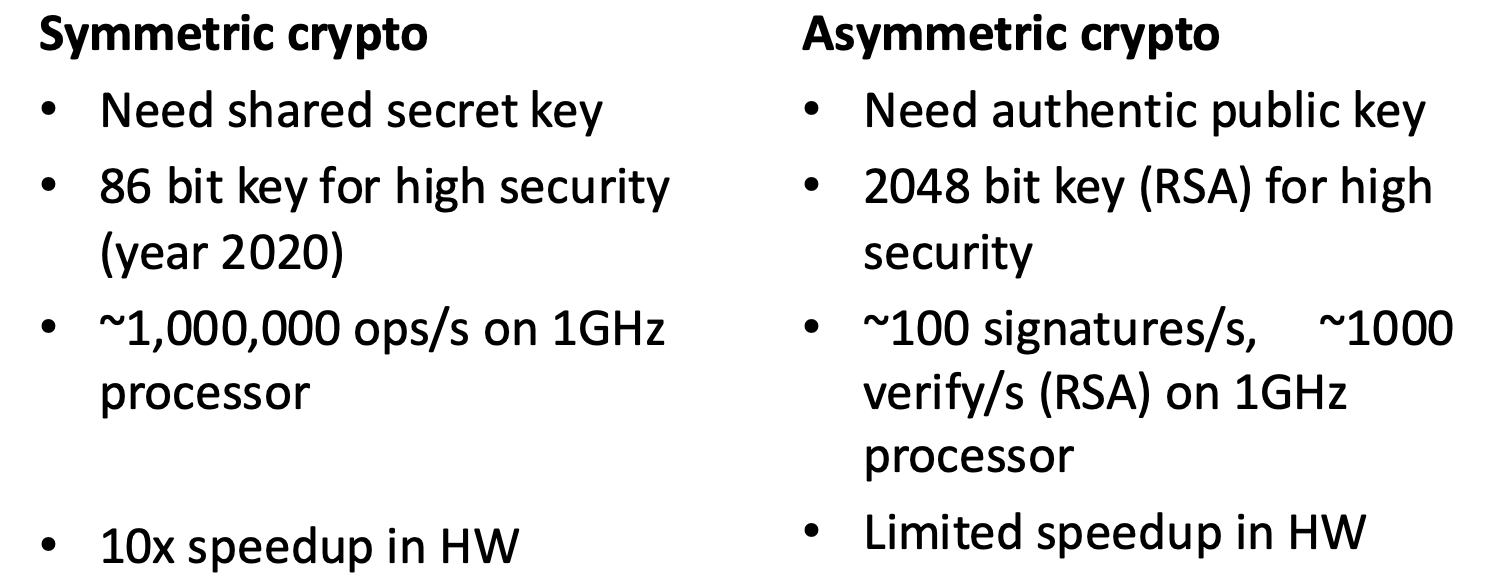 Symmetric crypto
• Need shared secret key
• 86 bit key for high security
(year 2020)
• ~1,000,000 ops/s on 1GHz
processor
• 10x speedup in HW
Asymmetric crypto
• Need authentic public key
• 2048 bit key (RSA) for high
security
• ~100 signatures/s, ~1000
verify/s (RSA) on 1GHz
processor
• Limited speedup in HW